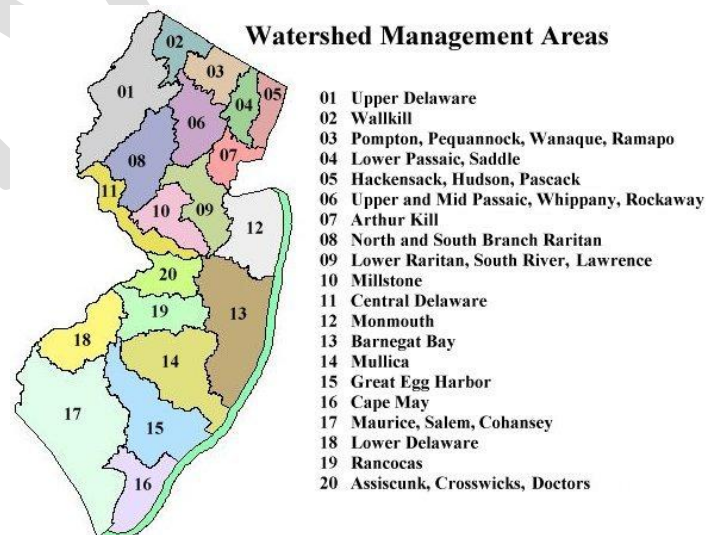 Watershed Management Areas
02
03
01
05
04
06
07
08
11
10
09
12
20
19
13
18
14
17
15
16
01 Upper Delaware
02 Wallkill
03 Pompton, Pequannock, Wanaque, Ramapo
04 Lower Passaic, Saddle
05 Hackensack, Hudson, Pascack
06 Upper and Mid Passaic, Whippany, Rockaway
07 Arthur Kill
08 North and South Branch Raritan
09 Lower Raritan, South River, Lawrence
10 Millstone
11 Central Delaware
12 Monmouth
13 Barnegat Bay
14 Mullica
15 Great Egg Harbor
16 Cape May
17 Maurice, Salem, Cohansey
18 Lower Delaware
19 Rancocas
20 Assiscunk, Crosswicks, Doctors